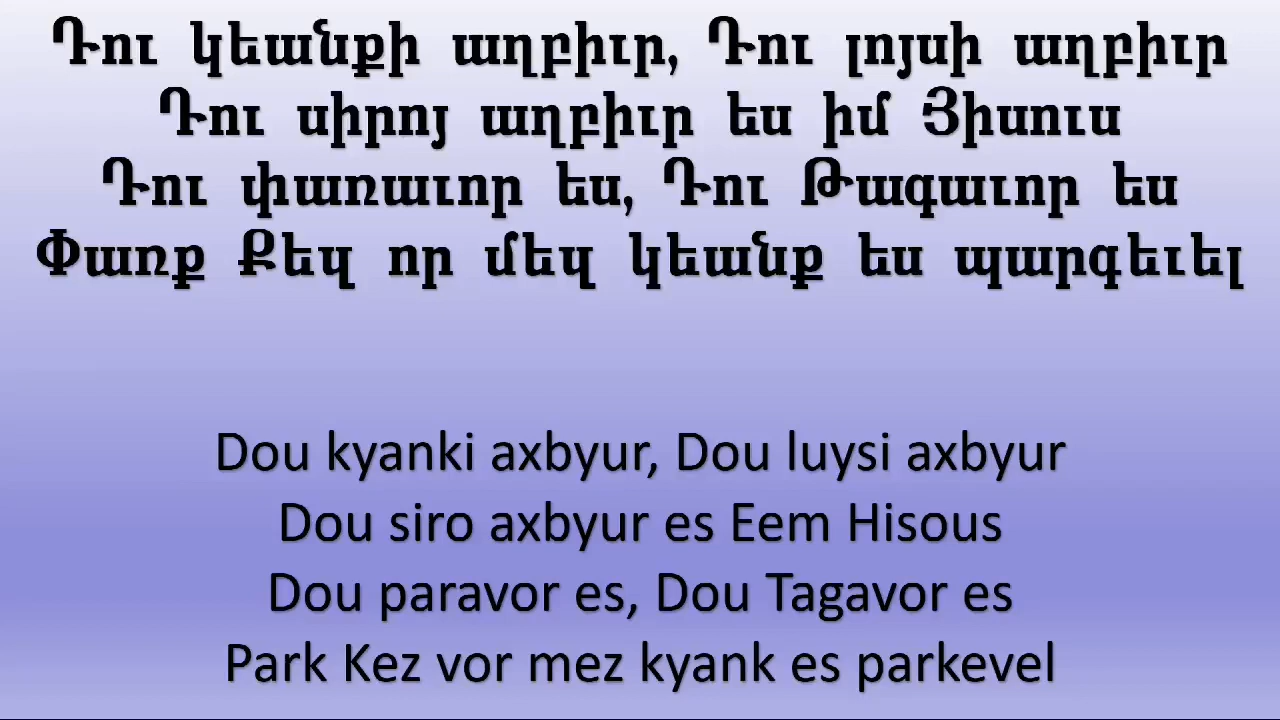 Դու կեանքի աղբիւր, Դու լոյսի աղբիւր
Դու սիրոյ աղբիւր ես իմ Յիսուս
Դու փառաւոր ես, Դու Թագաւոր ես
Փառք Քեզ որ մեզ կեանք ես պարգեւել
Dou kyanki axbyur, Dou luysi axbyur
Dou siro axbyur es Eem Hisous
Dou paravor es, Dou Tagavor es
Park Kez vor mez kyank es parkevel